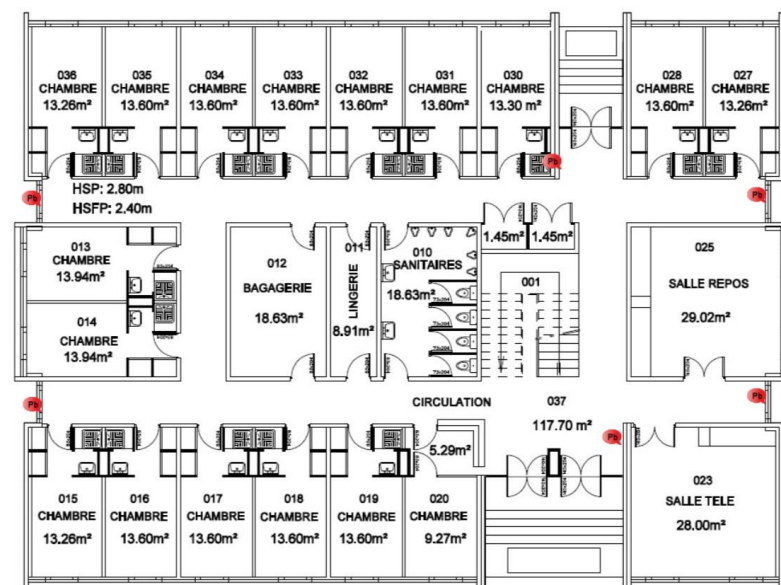 036
CHAMBRE
13.26m²
035
CHAMBRE
13.60m²
034
CHAMBRE
13.60m²
033
CHAMBRE
13.60m²
032
CHAMBRE
13.60m²
031
CHAMBRE
13.60m²
030
CHAMBRE
13.30 m²
028
CHAMBRE
13.60m²
027
CHAMBRE
13.26m²
Pb
HSP: 2.80m
HSFP: 2.40m
Pb
Pb
013
CHAMBRE
13.94m²
014
CHAMBRE
13.94m²
012
BAGAGERIE
18.63m²
011
LINGERIE
8.91m²
010
SANITAIRES
18.63m²
1.45m²
1.45m²
001
025
SALLE REPOS
29.02m²
Pb
Pb
CIRCULATION
037
117.70 m²
Pb
5.29m²
015
CHAMBRE
13.26m²
016
CHAMBRE
13.60m²
017
CHAMBRE
13.60m²
018
CHAMBRE
13.60m²
019
CHAMBRE
13.60m²
020
CHAMBRE
9.27m²
023
SALLE TELE
28.00m²